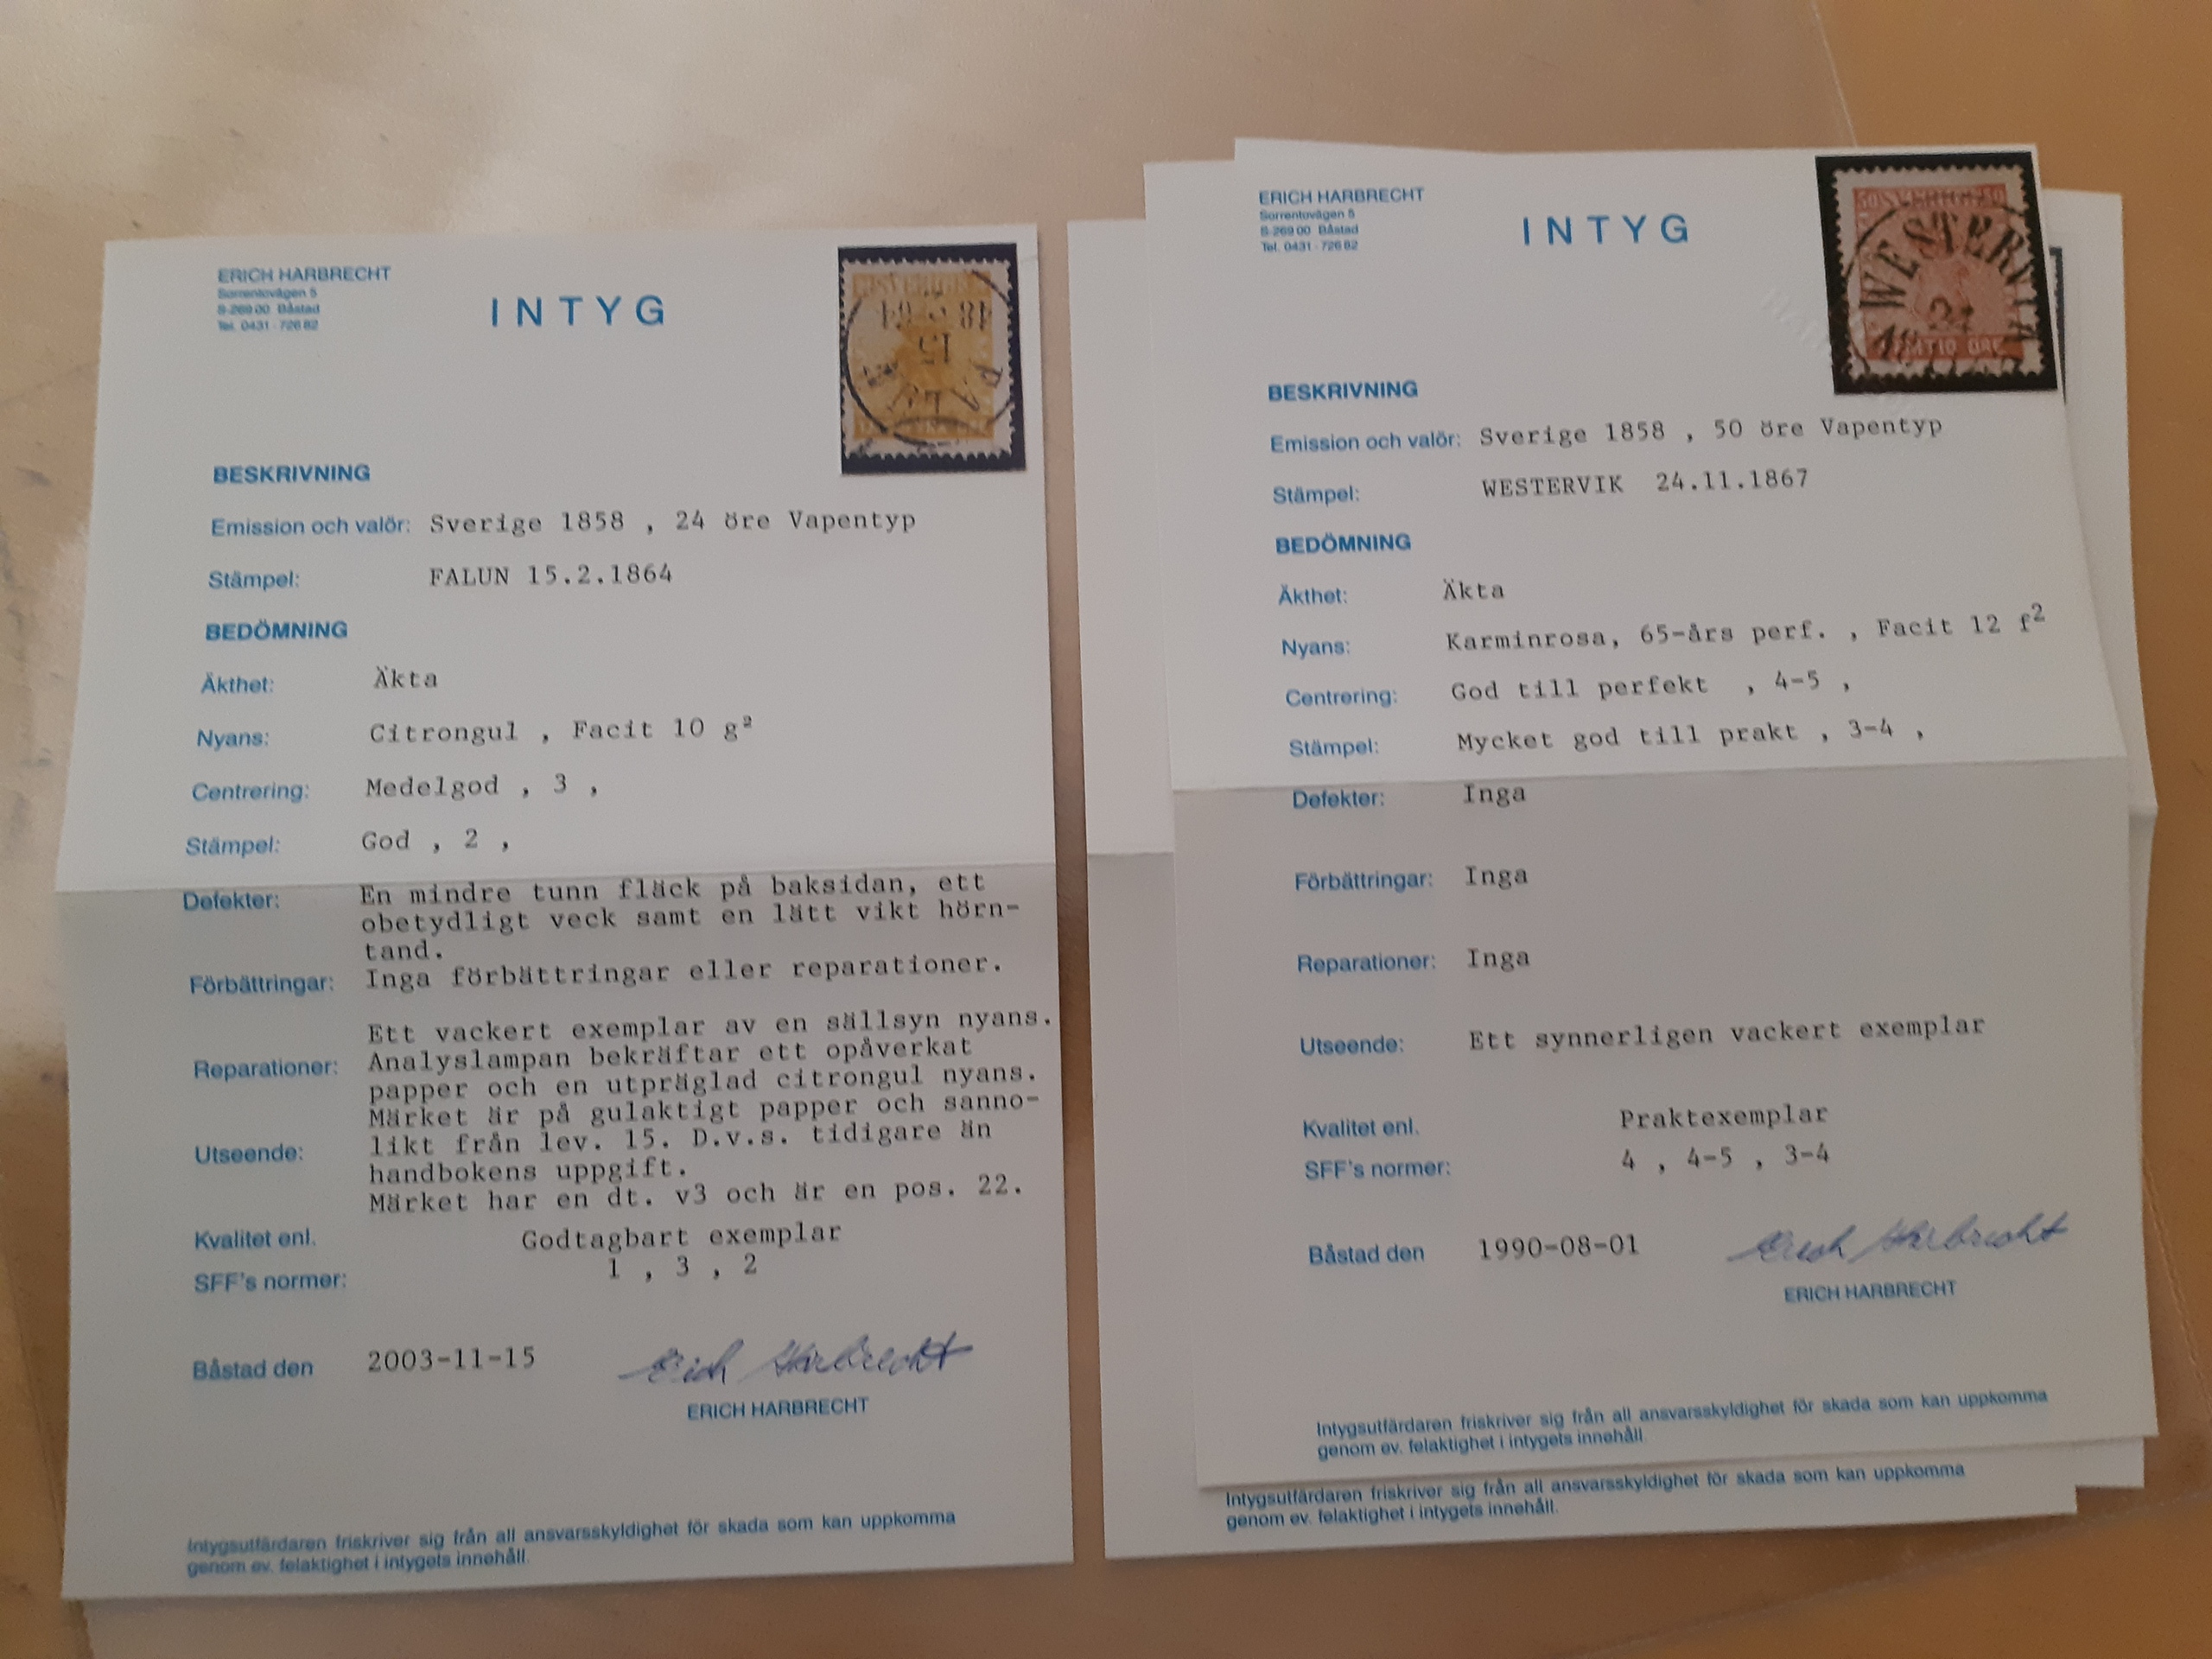 ERICH HARBRECHT
Sorrentovägen 5
S-269 00 Båstad
Tel. 0431 - 726 82
INTYG
BESKRIVNING
Emission och valör: Sverige 1858 , 24 öre Vapentyp
Stämpel: FALUN 15.2.1864
BEDÖMNING
Äkthet: Äkta
Nyans: Citrongul , Facit 10 g²
Centrering: Medelgod , 3 ,
Stämpel: God , 2 ,
Defekter: En mindre tunn fläck på baksidan, ett
obetydligt veck samt en lätt vikt hörn-
tand.
Förbättringar: Inga förbättringar eller reparationer.
Ett vackert exemplar av en sällsyn nyans.
Reparationer: Analyslampan bekräftar ett opåverkat
papper och en utpräglad citrongul nyans.
Märket är på gulaktigt papper och sanno-
Utseende: likt från lev. 15. D.v.s. tidigare än
handbokens uppgift.
Märket har en dt. v3 och är en pos. 22.
Kvalitet enl. Godtagbart exemplar
SFF's normer: 1 , 3 , 2
Båstad den 2003-11-15
Erich Harbrecht
ERICH HARBRECHT
Intygsutfärdaren friskriver sig från all ansvarsskyldighet för skada som kan uppkomma
genom ev. felaktighet i intygets innehåll.
ERICH HARBRECHT
Sorrentovägen 5
S-269 00 Båstad
Tel. 0431 - 726 82
INTYG
WESTERVIK
24
BESKRIVNING
Emission och valör: Sverige 1858 , 50 öre Vapentyp
Stämpel: WESTERVIK 24.11.1867
BEDÖMNING
Äkthet: Äkta
Nyans: Karminrosa, 65-års perf. , Facit 12 f²
Centrering: God till perfekt , 4-5 ,
Stämpel: Mycket god till prakt , 3-4 ,
Defekter: Inga
Förbättringar: Inga
Reparationer: Inga
Utseende: Ett synnerligen vackert exemplar
Kvalitet enl. Praktexemplar
SFF's normer: 4 , 4-5 , 3-4
Båstad den 1990-08-01
Erich Harbrecht
ERICH HARBRECHT
Intygsutfärdaren friskriver sig från all ansvarsskyldighet för skada som kan uppkomma
genom ev. felaktighet i intygets innehåll.
Intygsutfärdaren friskriver sig från all ansvarsskyldighet för skada som kan uppkomma
genom ev. felaktighet i intygets innehåll.